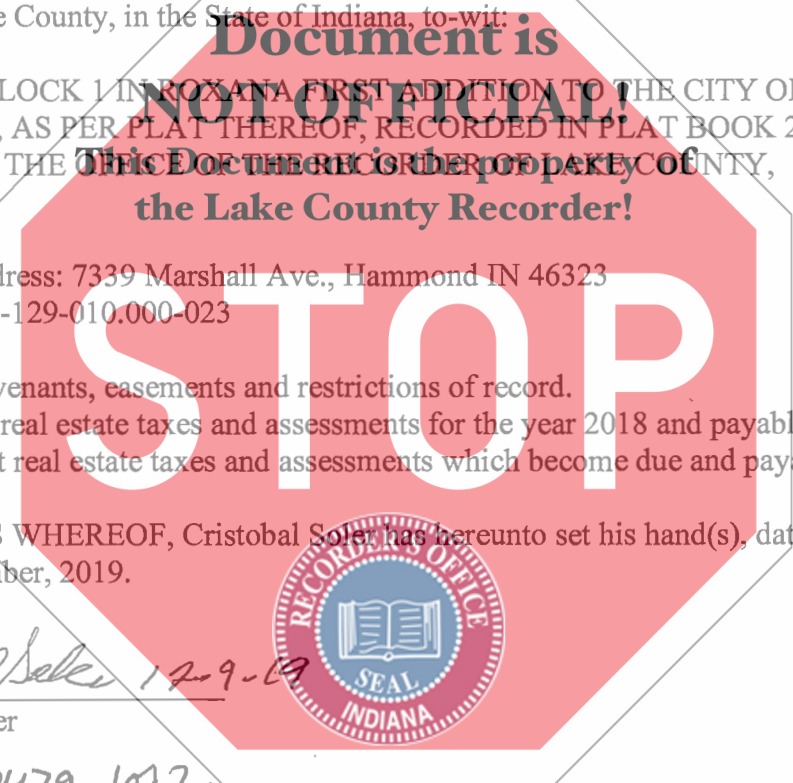 e County, in the State of Indiana, to-wit:
Document is
LOCK 1 IN ROXANA FIRST ADDITION TO THE CITY OF
NOT OFFICIAL!
, AS PER PLAT THEREOF, RECORDED IN PLAT BOOK 2
This Document is the property of
THE OFFICE OF THE RECORDER OF LAKE COUNTY,
the Lake County Recorder!
dress: 7339 Marshall Ave., Hammond IN 46323
-129-010.000-023
STOP
venants, easements and restrictions of record.
real estate taxes and assessments for the year 2018 and payabl
t real estate taxes and assessments which become due and paya
S WHEREOF, Cristobal Soler has hereunto set his hand(s), dat
ber, 2019.
RECORDER'S OFFICE
SEAL
INDIANA
Soler 12-9-19
er